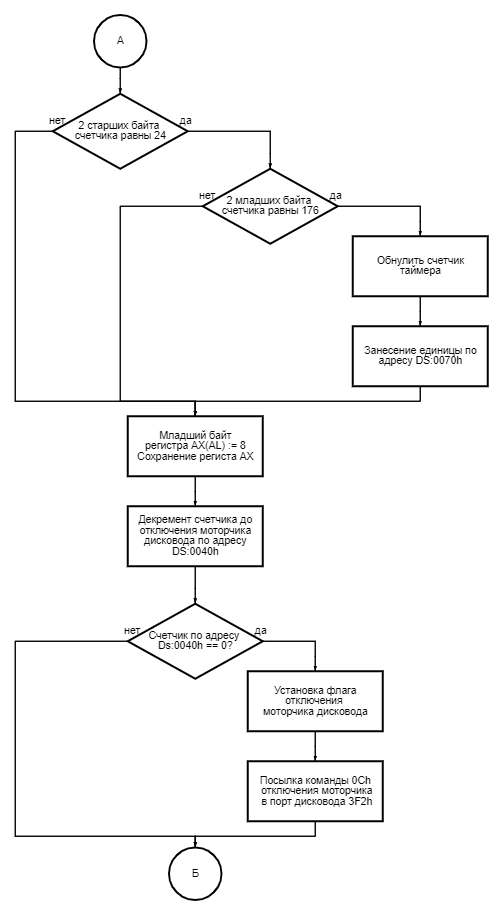 А
2 старших байта
счетчика равны 24
нет
да
2 младших байта
счетчика равны 176
нет
да
Обнулить счетчик
таймера
Занесение единицы по
адресу DS:0070h
Младший байт
регистра AX(AL) := 8
Сохранение региста AX
Декремент счетчика до
отключения моторчика
дисковода по адресу
DS:0040h
Счетчик по адресу
Ds:0040h == 0?
нет
да
Установка флага
отключения
моторчика дисковода
Посылка команды 0Ch
отключения моторчика
в порт дисковода 3F2h
Б